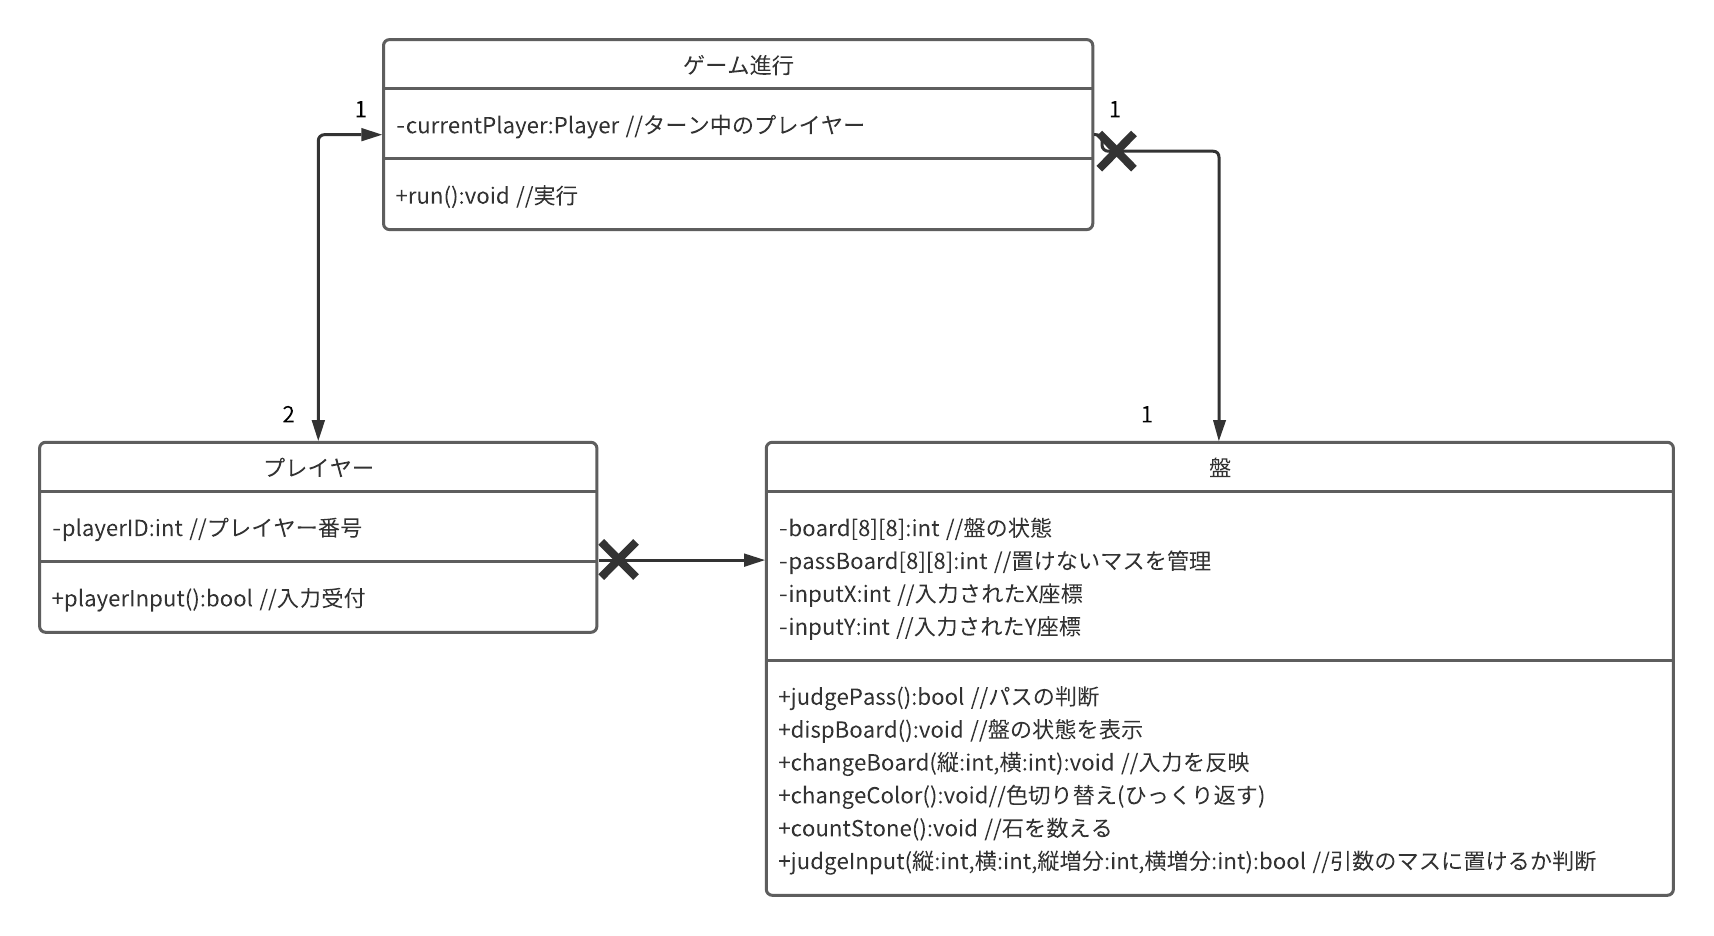 ゲーム進行
1
1
-currentPlayer:Player //ターン中のプレイヤー
+run():void //実行
2
1
プレイヤー
-playerID:int //プレイヤー番号
+playerInput():bool //入力受付
盤
-board[8][8]:int //盤の状態
-passBoard[8][8]:int //置けないマスを管理
-inputX:int //入力されたX座標
-inputY:int //入力されたY座標
+judgePass():bool //パスの判断
+dispBoard():void //盤の状態を表示
+changeBoard(縦:int,横:int):void //入力を反映
+changeColor():void//色切り替え(ひっくり返す)
+countStone():void //石を数える
+judgeInput(縦:int,横:int,縦増分:int,横増分:int):bool //引数のマスに置けるか判断